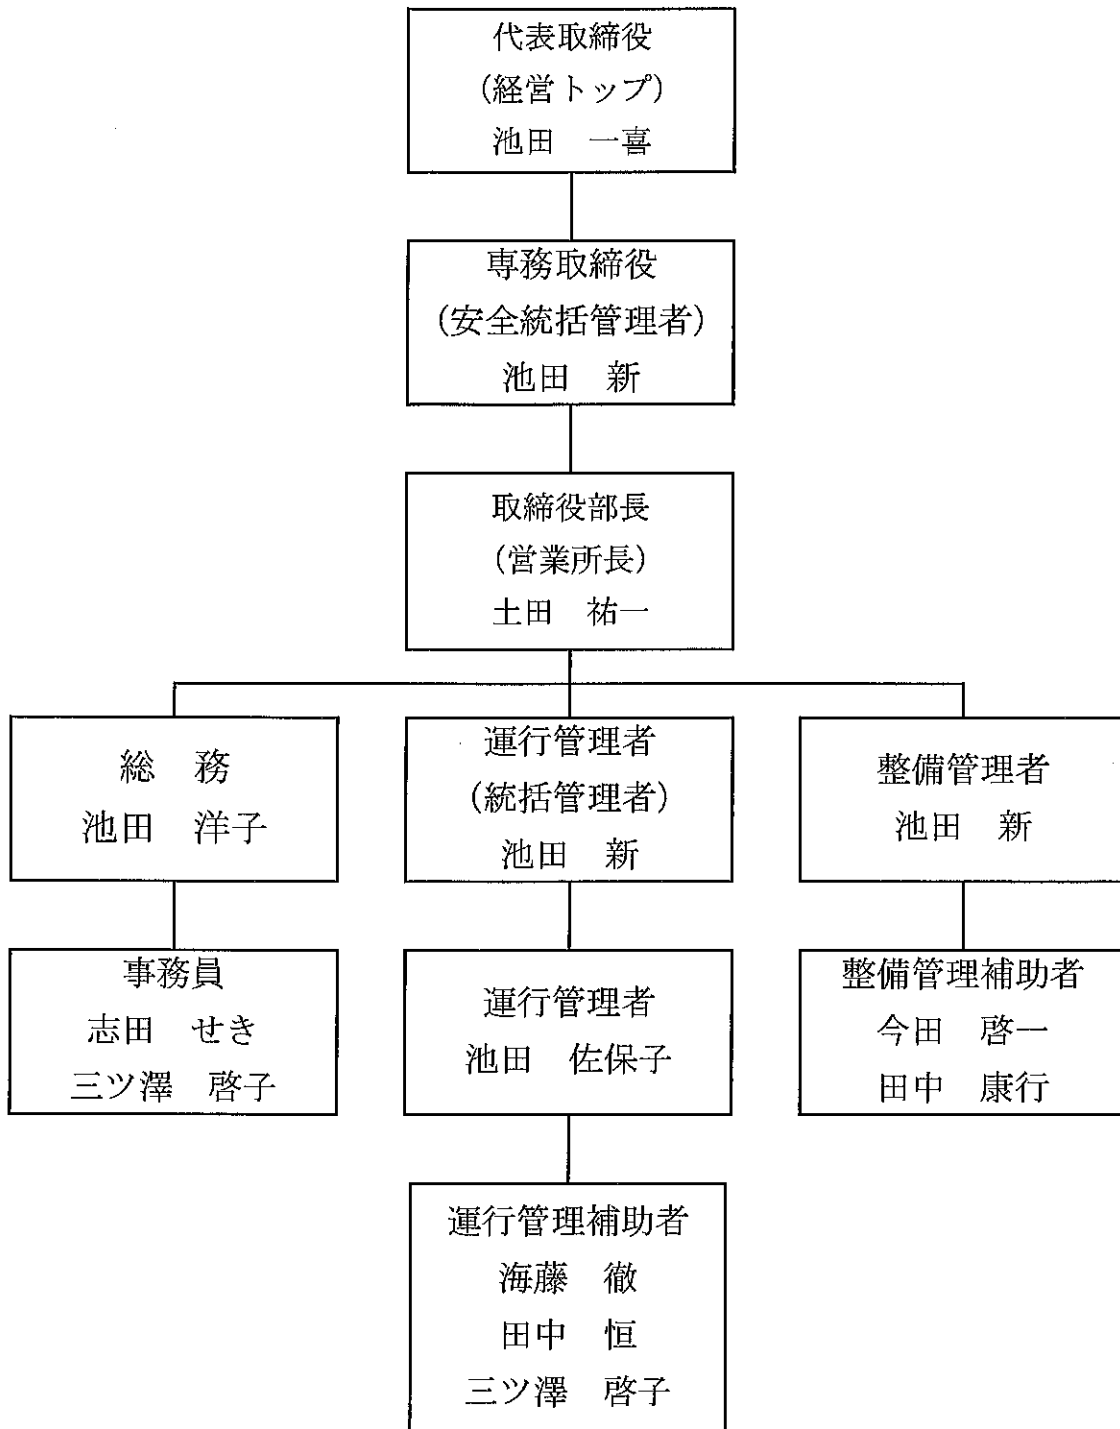 代表取締役
(経営トップ)
池田　一喜
専務取締役
(安全統括管理者)
池田　新
取締役部長
(営業所長)
土田　祐一
総　務
池田　洋子
運行管理者
(統括管理者)
池田　新
整備管理者
池田　新
事務員
志田　せき
三ツ澤　啓子
運行管理者
池田　佐保子
整備管理補助者
今田　啓一
田中　康行
運行管理補助者
海藤　徹
田中　恒
三ツ澤　啓子